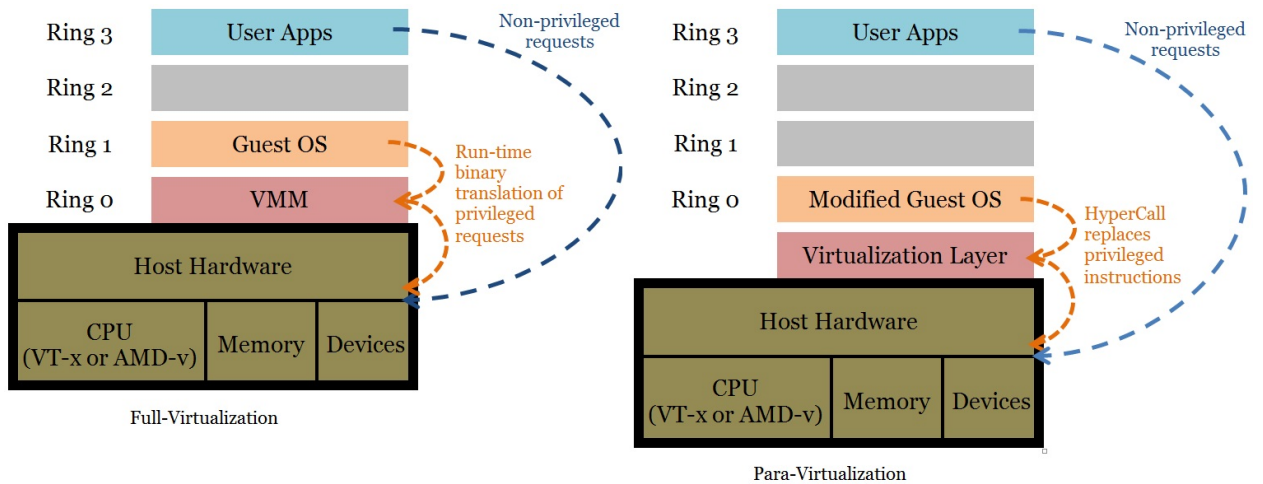 Ring 3
User Apps
Non-privileged
requests
Ring 2
Ring 1
Guest OS
Run-time
binary
translation of
privileged
requests
Ring 0
VMM
Host Hardware
CPU
(VT-x or AMD-v)
Memory
Devices
Full-Virtualization
Ring 3
User Apps
Non-privileged
requests
Ring 2
Ring 1
Ring 0
Modified Guest OS
HyperCall
replaces
privileged
instructions
Virtualization Layer
Host Hardware
CPU
(VT-x or AMD-v)
Memory
Devices
Para-Virtualization